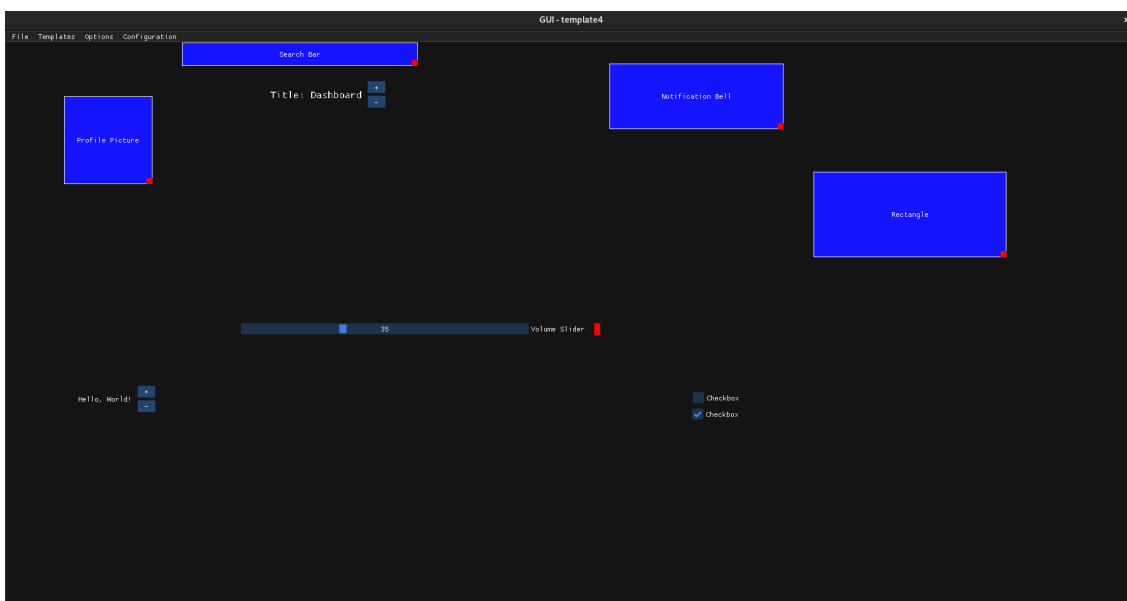 GUI - template4
File Templates Options Configuration
Search Bar
Title: Dashboard
+
-
Notification Bell
Profile Picture
Rectangle
35
Volume Slider
Hello, World!
+
-
Checkbox
Checkbox